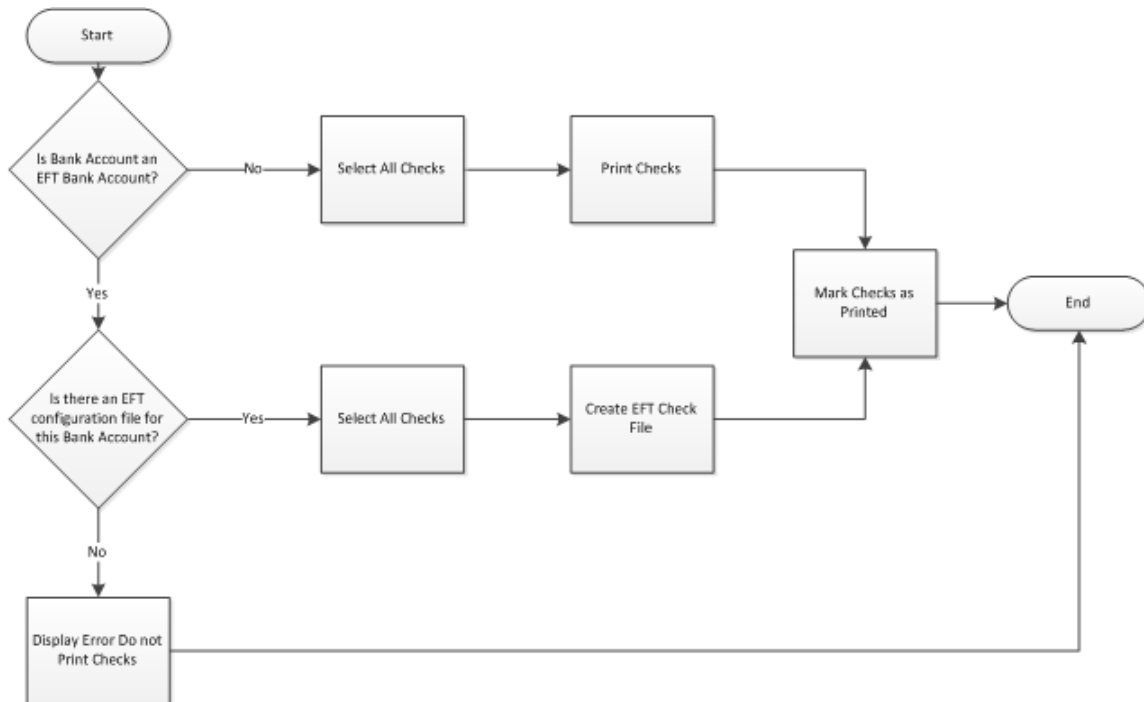 Start
Is Bank Account an
EFT Bank Account?
No
Select All Checks
Print Checks
Yes
Mark Checks as
Printed
End
Is there an EFT
configuration file for
this Bank Account?
Yes
Select All Checks
Create EFT Check
File
No
Display Error Do not
Print Checks